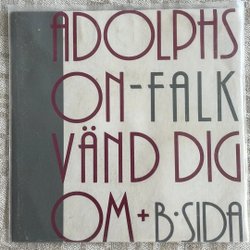 ADOLPHS
ON-FALK
VÄND DIG
OM+B·SIDA